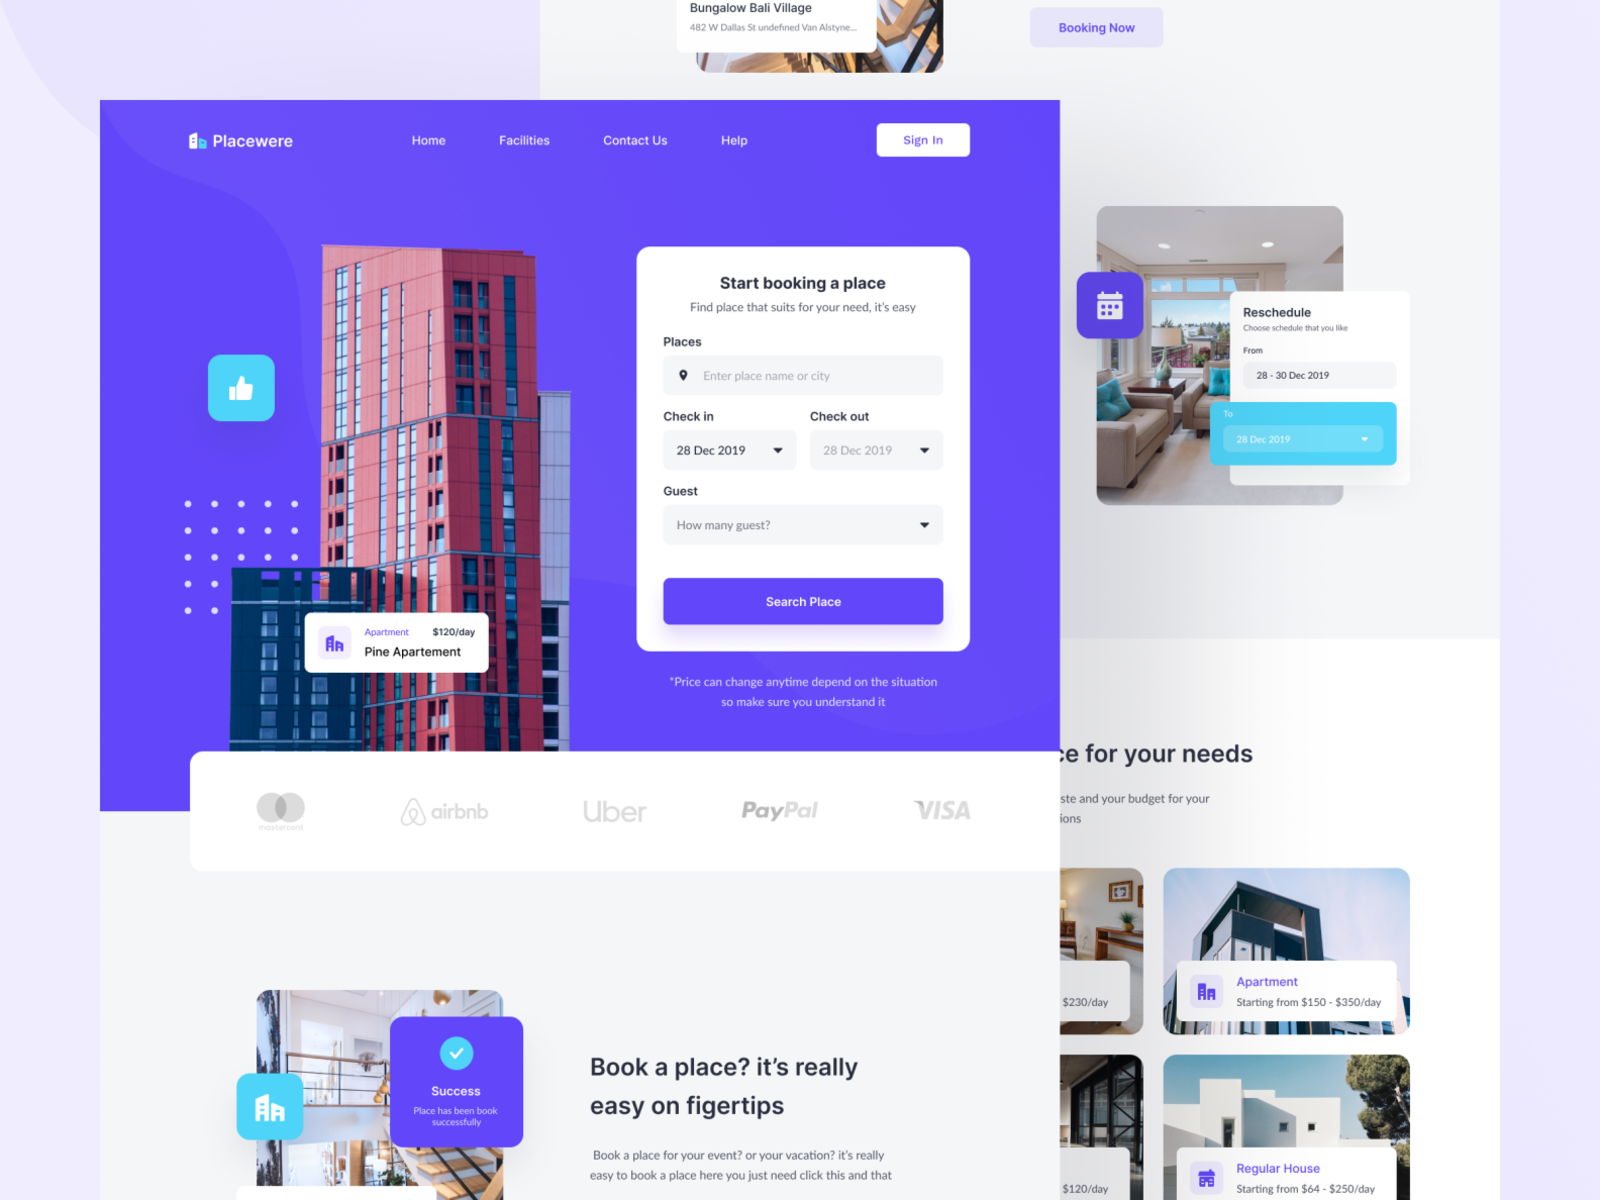 Bungalow Bali Village
482 W Dallas St undefined Van Alstyne...
Booking Now
Placewere
Home
Facilities
Contact Us
Help
Sign In
Start booking a place
Find place that suits for your need, it's easy
Places
Enter place name or city
Check in
Check out
28 Dec 2019
28 Dec 2019
Guest
How many guest?
Search Place
*Price can change anytime depend on the situation
so make sure you understand it
Apartment
$120/day
Pine Apartement
mastercard
airbnb
Uber
PayPal
VISA
Reschedule
Choose schedule that you like
From
28 - 30 Dec 2019
To
28 Dec 2019
ce for your needs
ste and your budget for your
ions
$230/day
Apartment
Starting from $150 - $350/day
$120/day
Regular House
Starting from $64 - $250/day
Success
Place has been book
successfully
Book a place? it's really
easy on figertips
Book a place for your event? or your vacation? it's really
easy to book a place here you just need click this and that